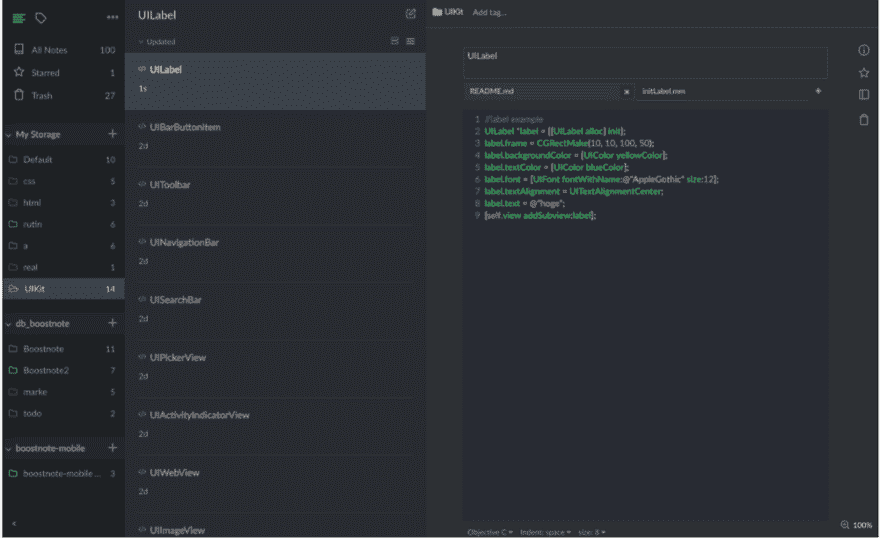 All Notes 100
Starred 1
Trash 27
My Storage +
Default 10
css 5
html 3
rutin 6
a 6
real 1
UIKit 14
db_boostnote +
Boostnote 11
Boostnote2 7
marke 5
todo 2
boostnote-mobile +
boostnote-mobile ... 3
UILabel
Updated
UILabel
1s
UIBarButtonItem
2d
UIToolbar
2d
UINavigationBar
2d
UISearchBar
2d
UIPickerView
2d
UIActivityIndicatorView
2d
UIWebView
2d
UIImageView
UIKit Add tag...
UILabel
README.md
initLabel.mm
1 //label example
2 UILabel *label = [[UILabel alloc] init];
3 label.frame = CGRectMake(10, 10, 100, 50);
4 label.backgroundColor = [UIColor yellowColor];
5 label.textColor = [UIColor blueColor];
6 label.font = [UIFont fontWithName:@"AppleGothic" size:12];
7 label.textAlignment = UITextAlignmentCenter;
8 label.text = @"hoge";
9 [self.view addSubview:label];
Objective C Indent: space size: 8
100%